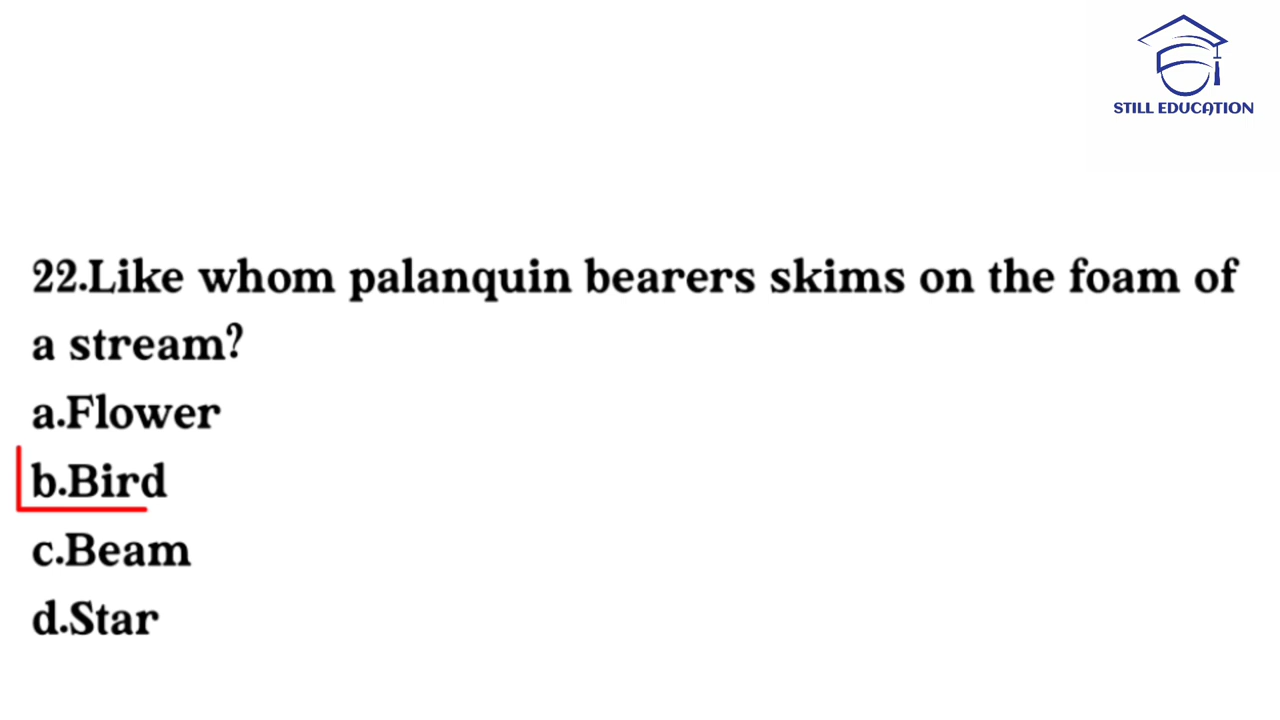 STILL EDUCATION
22.Like whom palanquin bearers skims on the foam of
a stream?
a.Flower
b.Bird
c.Beam
d.Star